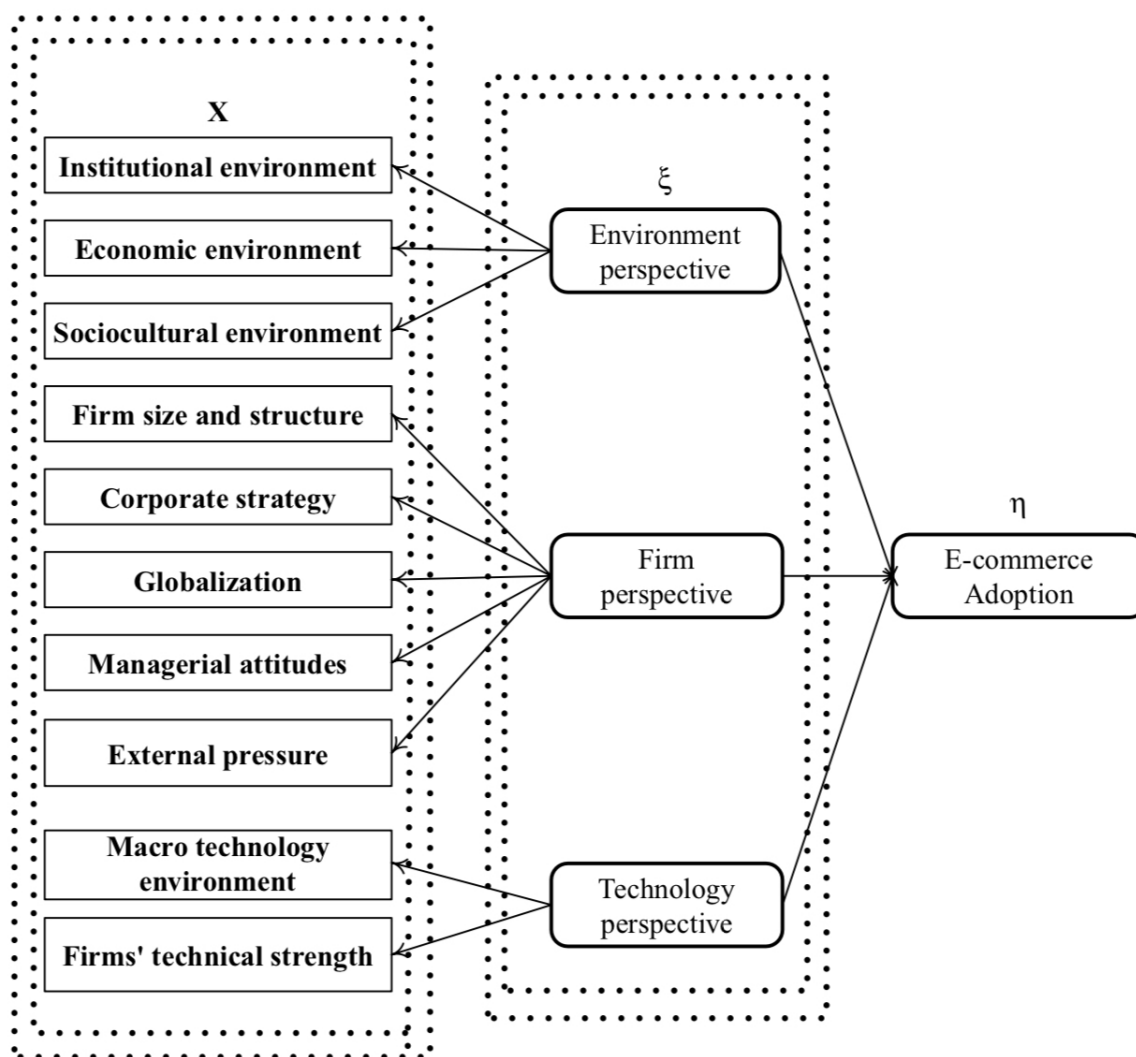 X
Institutional environment
Economic environment
Sociocultural environment
Firm size and structure
Corporate strategy
Globalization
Managerial attitudes
External pressure
Macro technology
environment
Firms' technical strength
ξ
Environment
perspective
Firm
perspective
Technology
perspective
η
E-commerce
Adoption